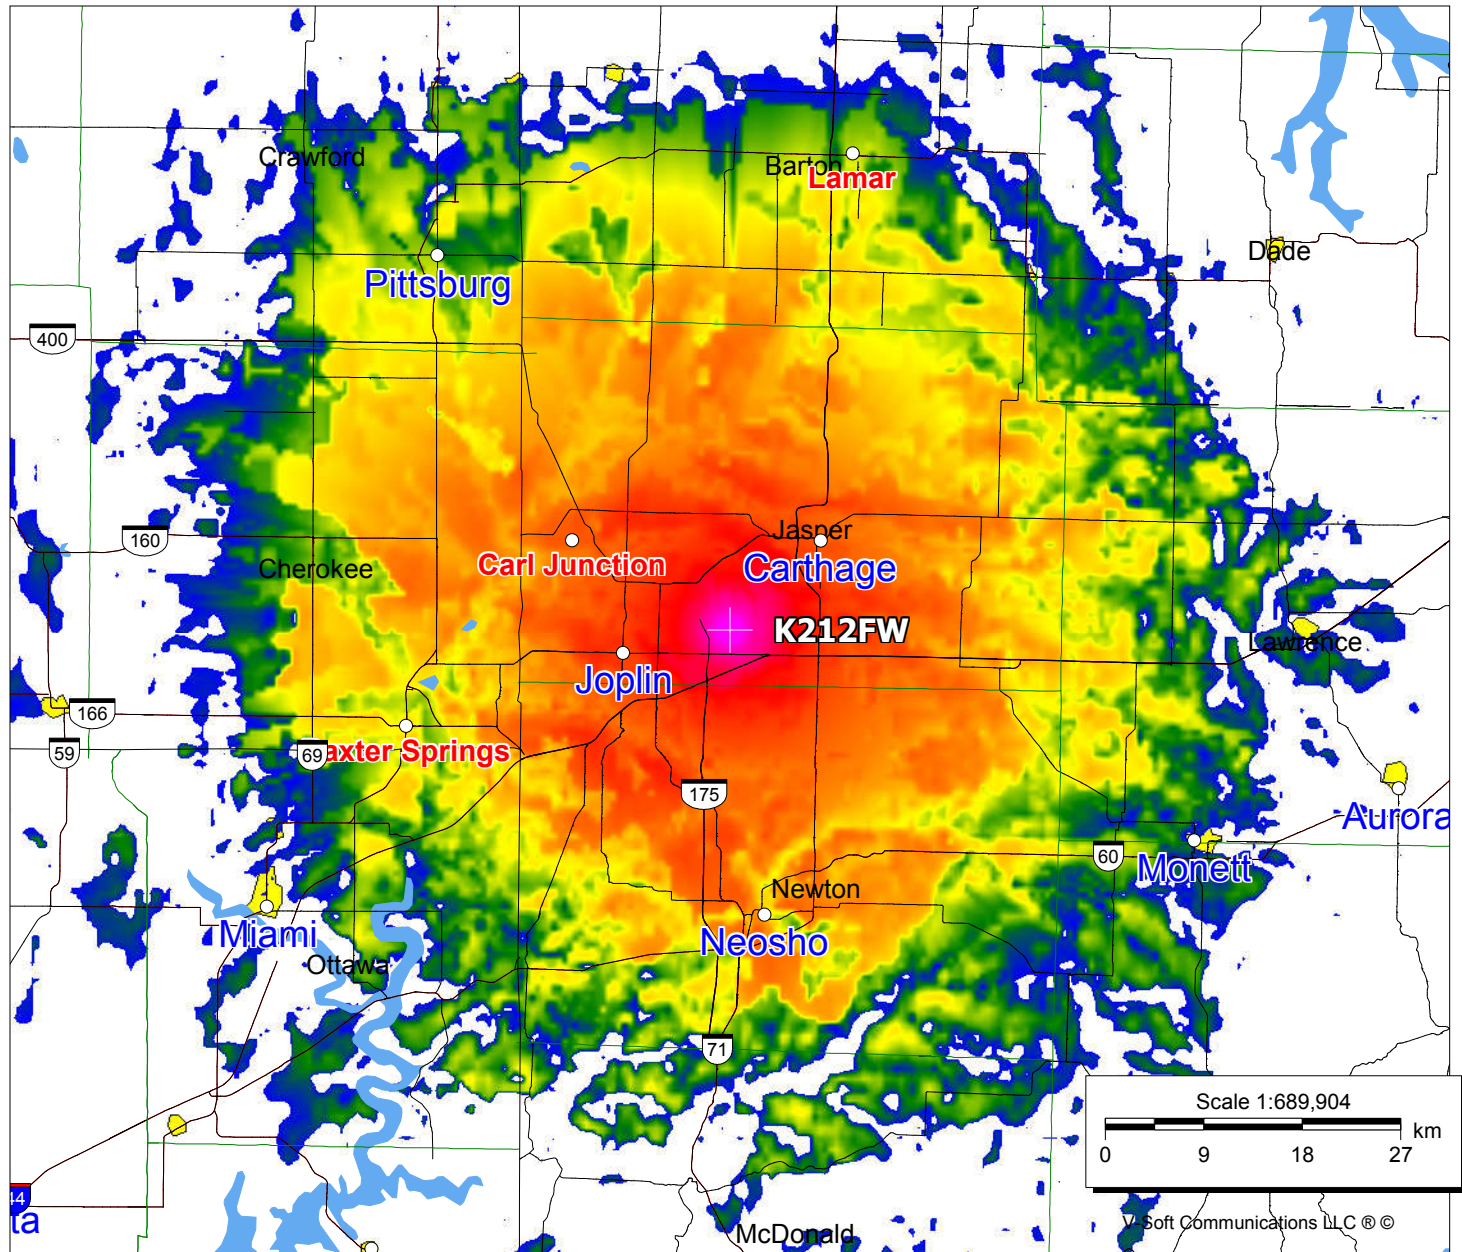 Crawford
Barton
Lamar
Dade
Pittsburg
400
Jasper
160
Carl Junction
Carthage
Cherokee
K212FW
Lawrence
Joplin
166
59
69
axter Springs
175
Aurora
60
Monett
Newton
Miami
Neosho
Ottawa
71
Scale 1:689,904
km
0 9 18 27
44
ta
V-Soft Communications LLC ® ©
McDonald